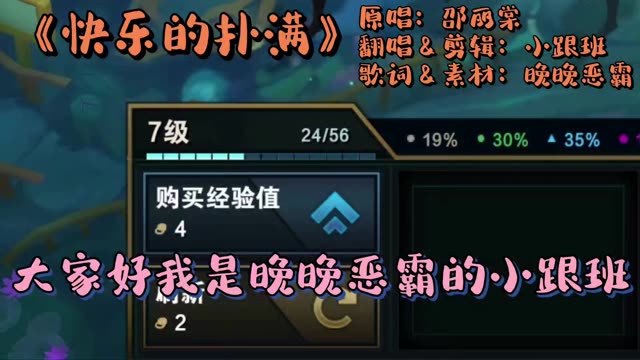 《快乐的扑满》
原唱：邵丽棠
翻唱&剪辑：小跟班
歌词&素材：晚晚恶霸
7级 24/56 19% 30% 35%
购买经验值
4
大家好我是晚晚恶霸的小跟班
刷新
2